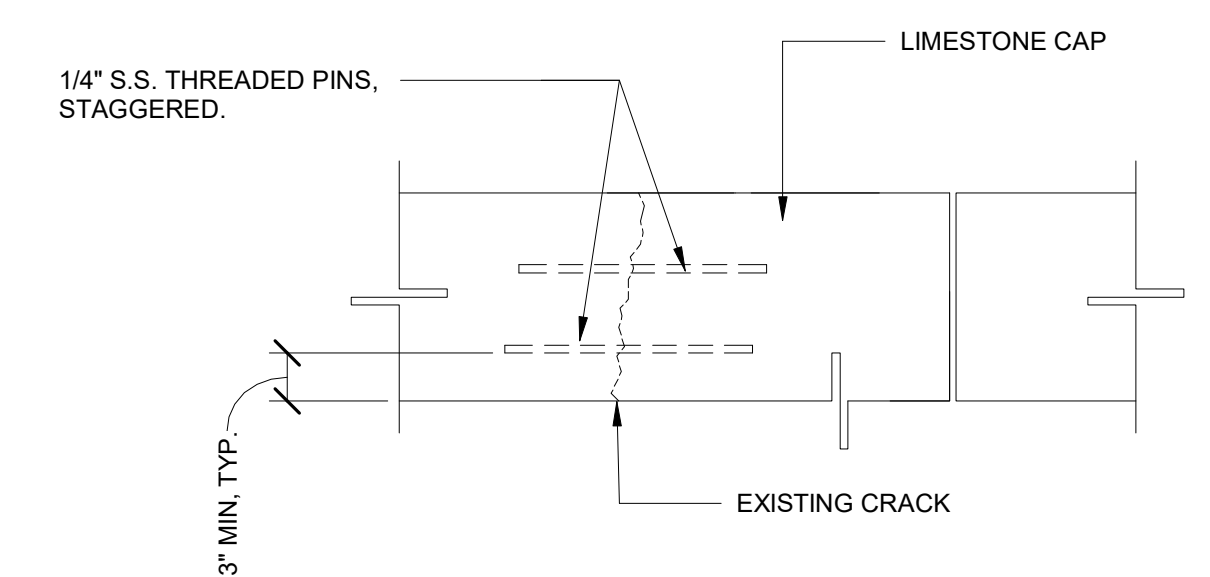 LIMESTONE CAP
1/4" S.S. THREADED PINS,
STAGGERED.
3" MIN, TYP.
EXISTING CRACK